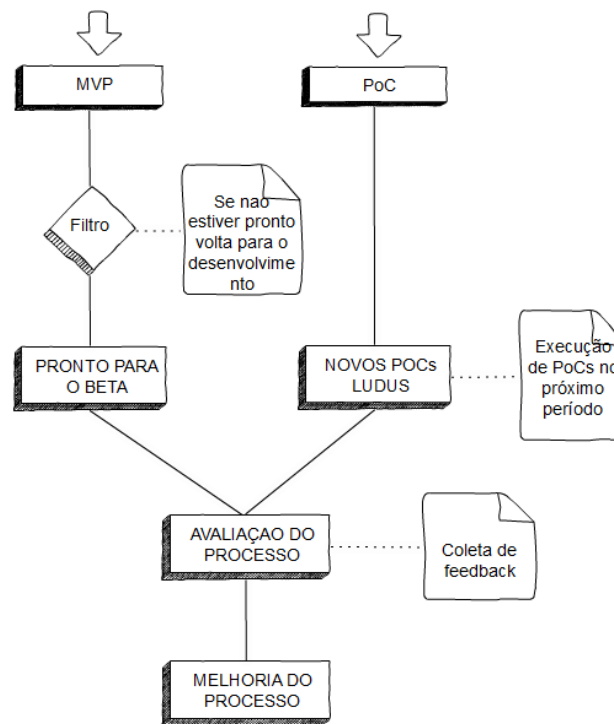 MVP
PoC
Filtro
Se não
estiver pronto
volta para o
desenvolvime
nto
PRONTO PARA
O BETA
NOVOS POCs
LUDUS
Execução
de PoCs no
próximo
período
AVALIAÇAO DO
PROCESSO
Coleta de
feedback
MELHORIA DO
PROCESSO